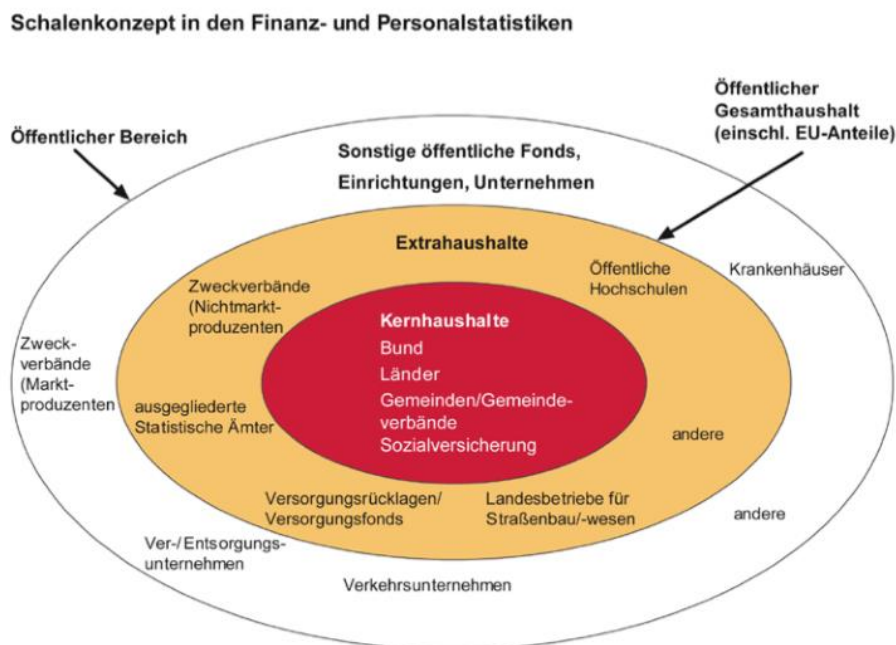 Schalenkonzept in den Finanz- und Personalstatistiken
Öffentlicher
Gesamthaushalt
(einschl. EU-Anteile)
Öffentlicher Bereich
Sonstige öffentliche Fonds,
Einrichtungen, Unternehmen
Extrahaushalte
Öffentliche
Hochschulen
Krankenhäuser
Zweckverbände
(Nichtmarkt-
produzenten
Kernhaushalte
Bund
Länder
Gemeinden/Gemeinde-
verbände
Sozialversicherung
Zweck-
verbände
(Markt-
produzenten
ausgegliederte
Statistische Ämter
andere
Versorgungsrücklagen/
Versorgungsfonds
Landesbetriebe für
Straßenbau/-wesen
andere
Ver-/Entsorgungs-
unternehmen
Verkehrsunternehmen